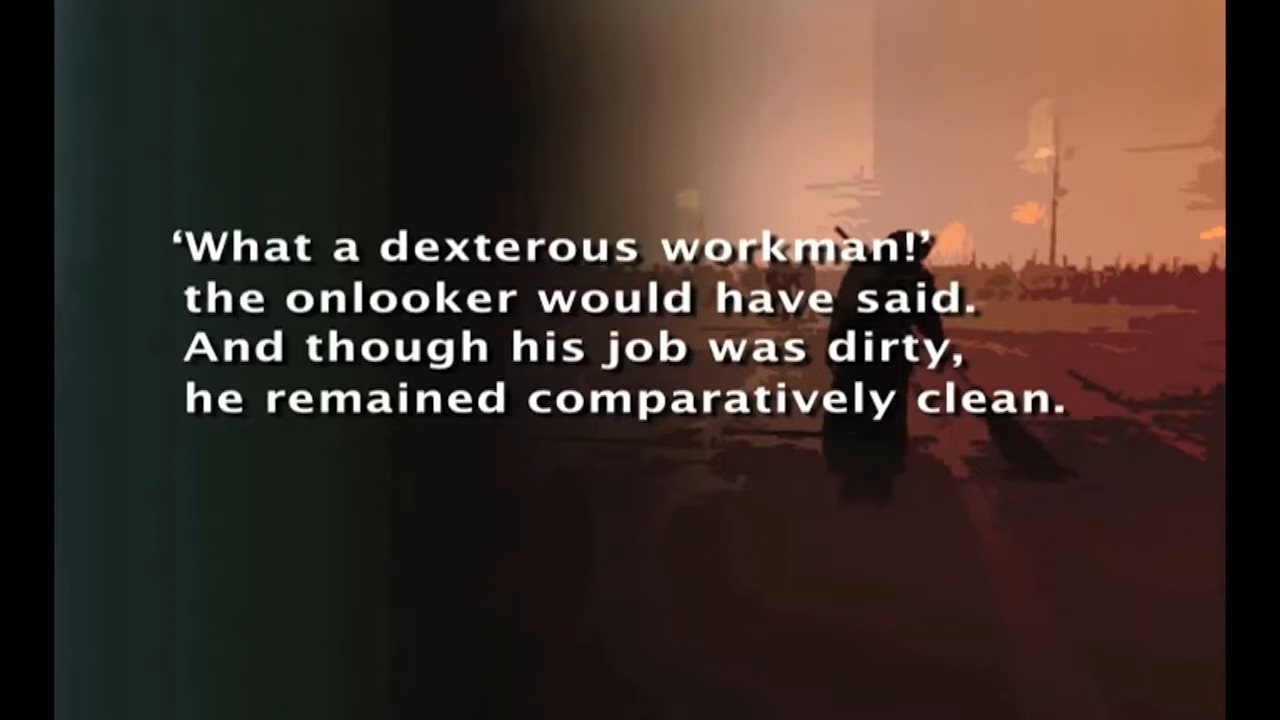 ‘What a dexterous workman!’
the onlooker would have said.
And though his job was dirty,
he remained comparatively clean.